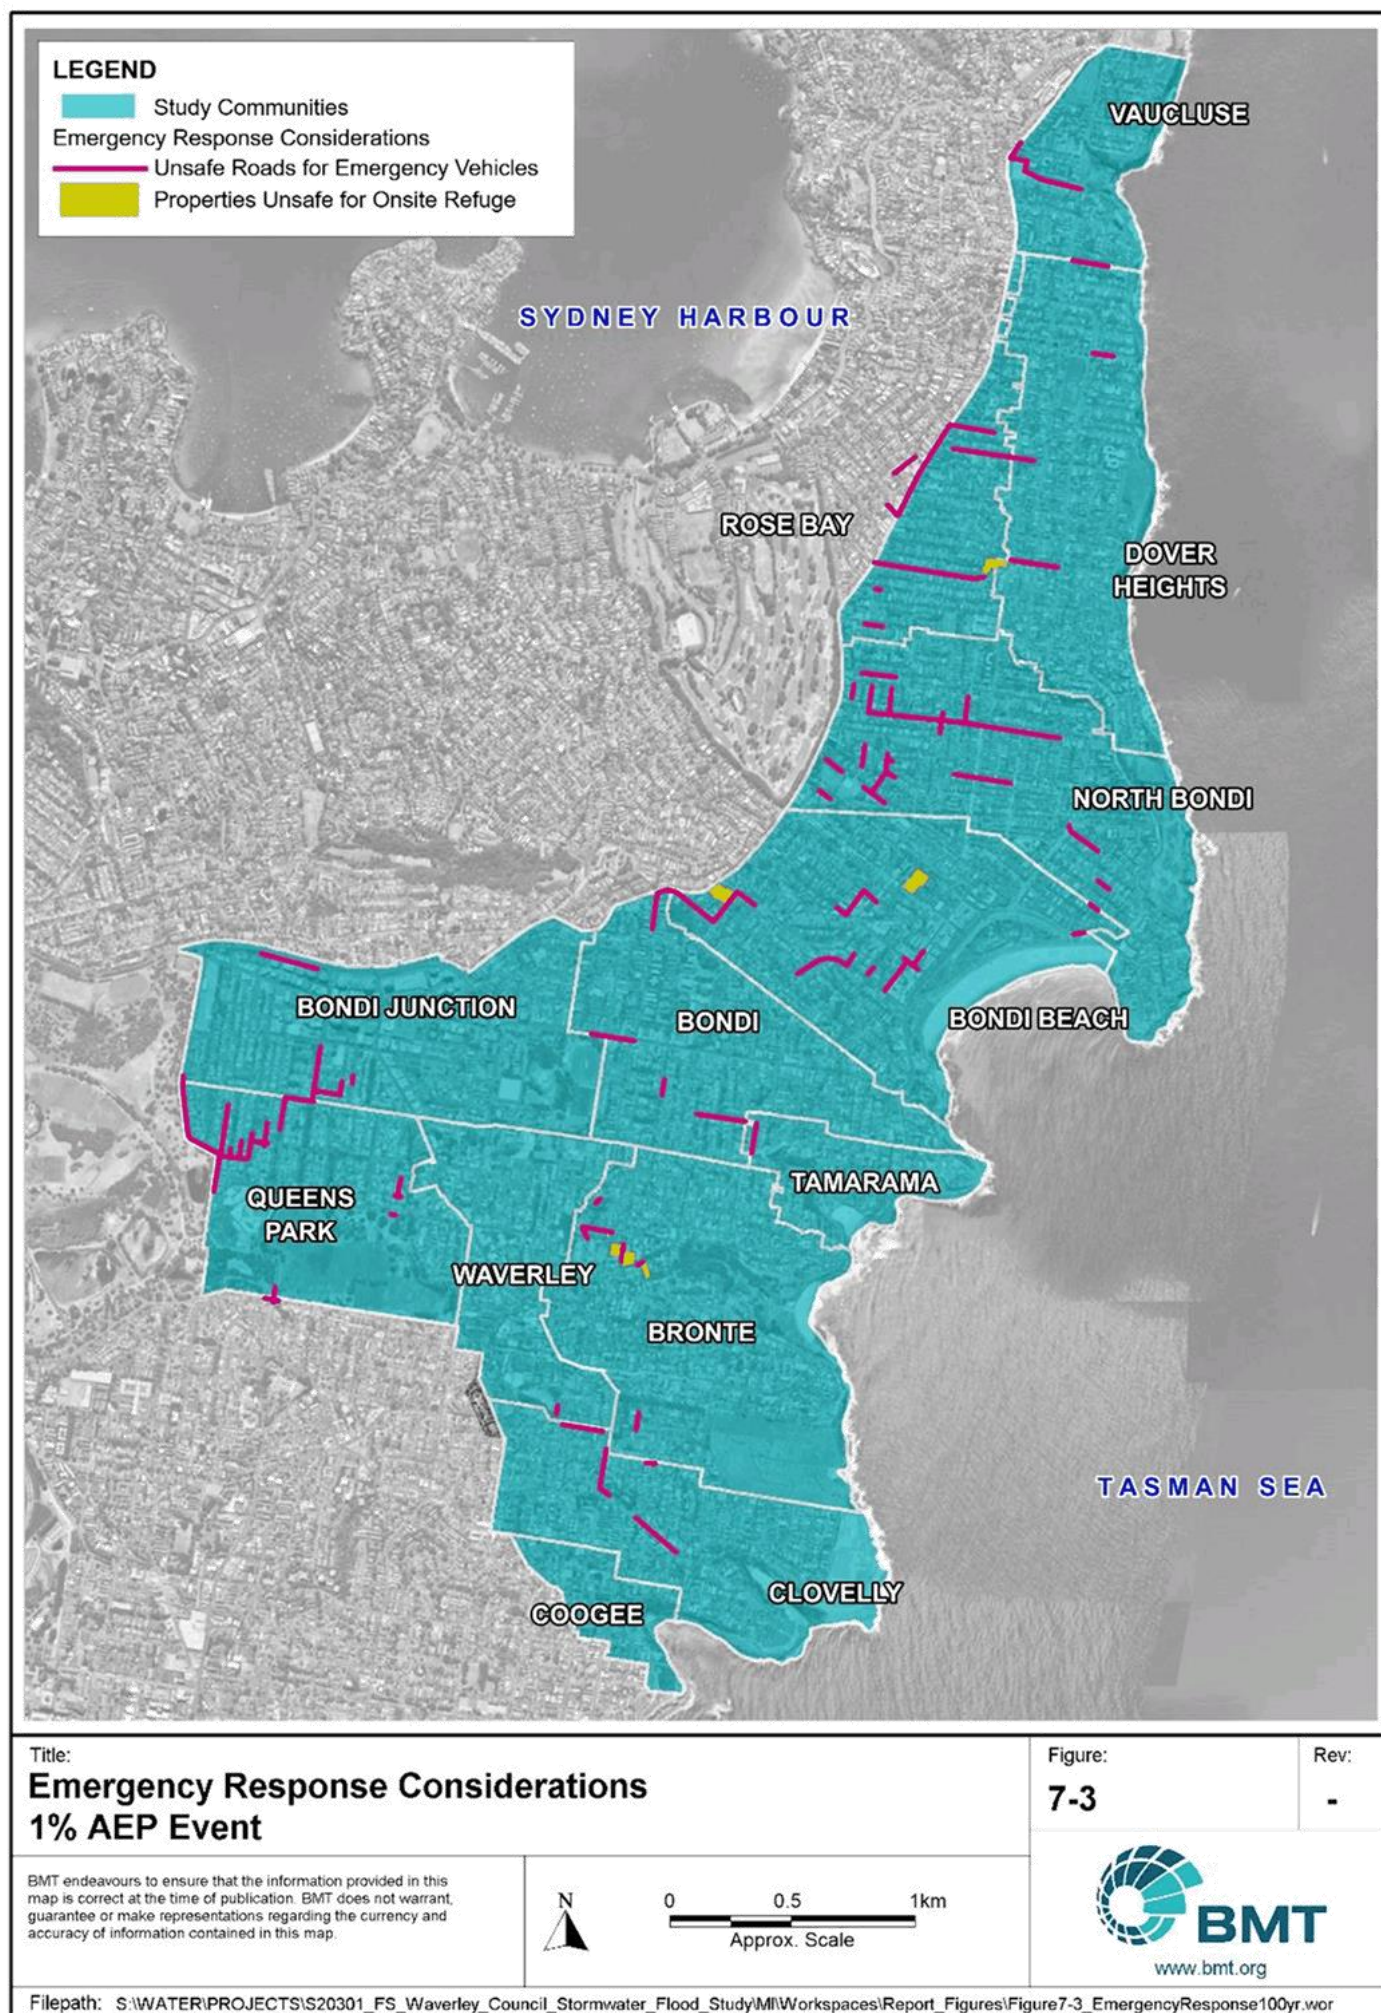 LEGEND
Study Communities
Emergency Response Considerations
Unsafe Roads for Emergency Vehicles
Properties Unsafe for Onsite Refuge
VAUCLUSE
SYDNEY HARBOUR
ROSE BAY
DOVER
HEIGHTS
NORTH BONDI
BONDI JUNCTION
BONDI
BONDI BEACH
QUEENS
PARK
TAMARAMA
WAVERLEY
BRONTE
TASMAN SEA
CLOVELLY
COOGEE
Title:
Emergency Response Considerations
1% AEP Event
Figure:
7-3
Rev:
-
BMT endeavours to ensure that the information provided in this
map is correct at the time of publication. BMT does not warrant,
guarantee or make representations regarding the currency and
accuracy of information contained in this map.
N
0 0.5 1km
Approx. Scale
BMT
www.bmt.org
Filepath: S:\WATER\PROJECTS\S20301_FS_Waverley_Council_Stormwater_Flood_Study\MI\Workspaces\Report_Figures\Figure7-3_EmergencyResponse100yr.wor